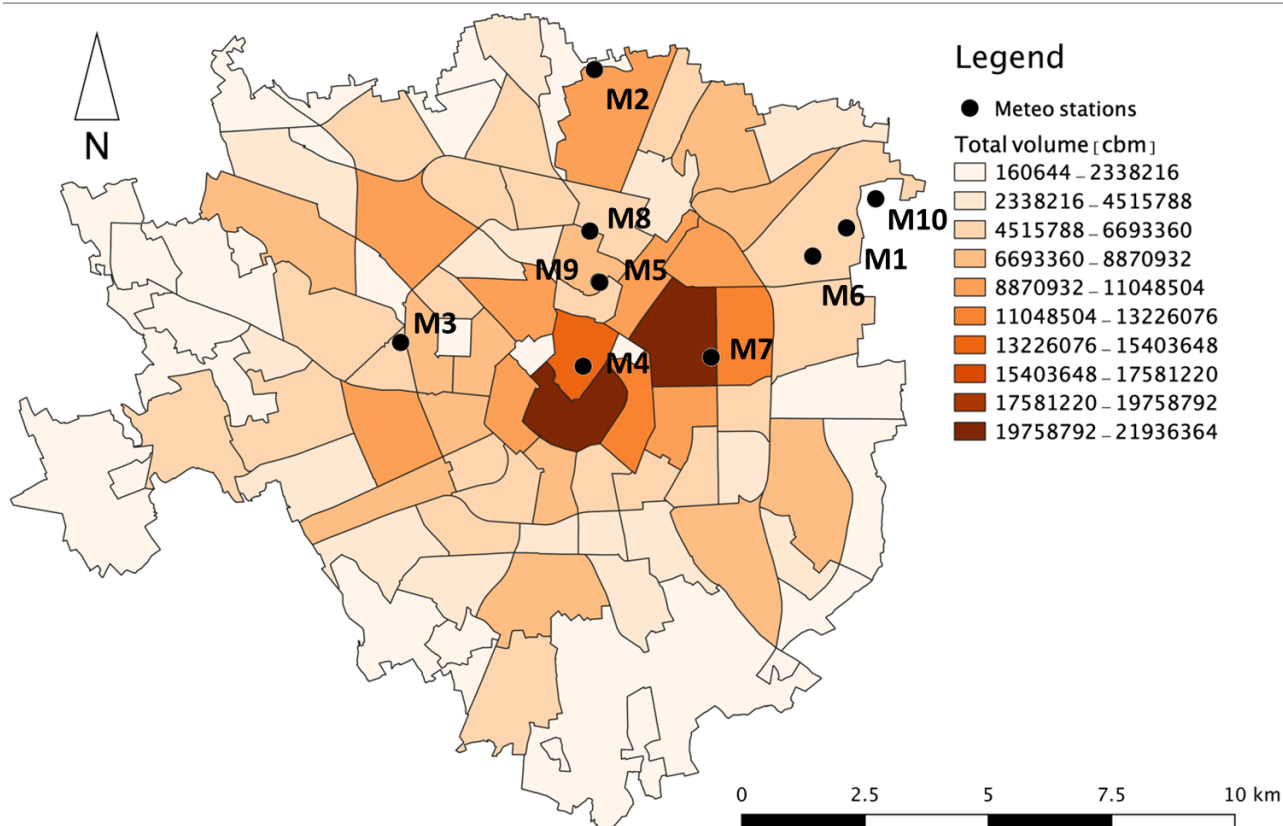 Legend
Meteo stations
Total volume [cbm]
160644 – 2338216
2338216 – 4515788
4515788 – 6693360
6693360 – 8870932
8870932 – 11048504
11048504 – 13226076
13226076 – 15403648
15403648 – 17581220
17581220 – 19758792
19758792 – 21936364
N
M2
M8
M10
M9 M5
M1
M6
M3
M7
M4
0 2.5 5 7.5 10 km